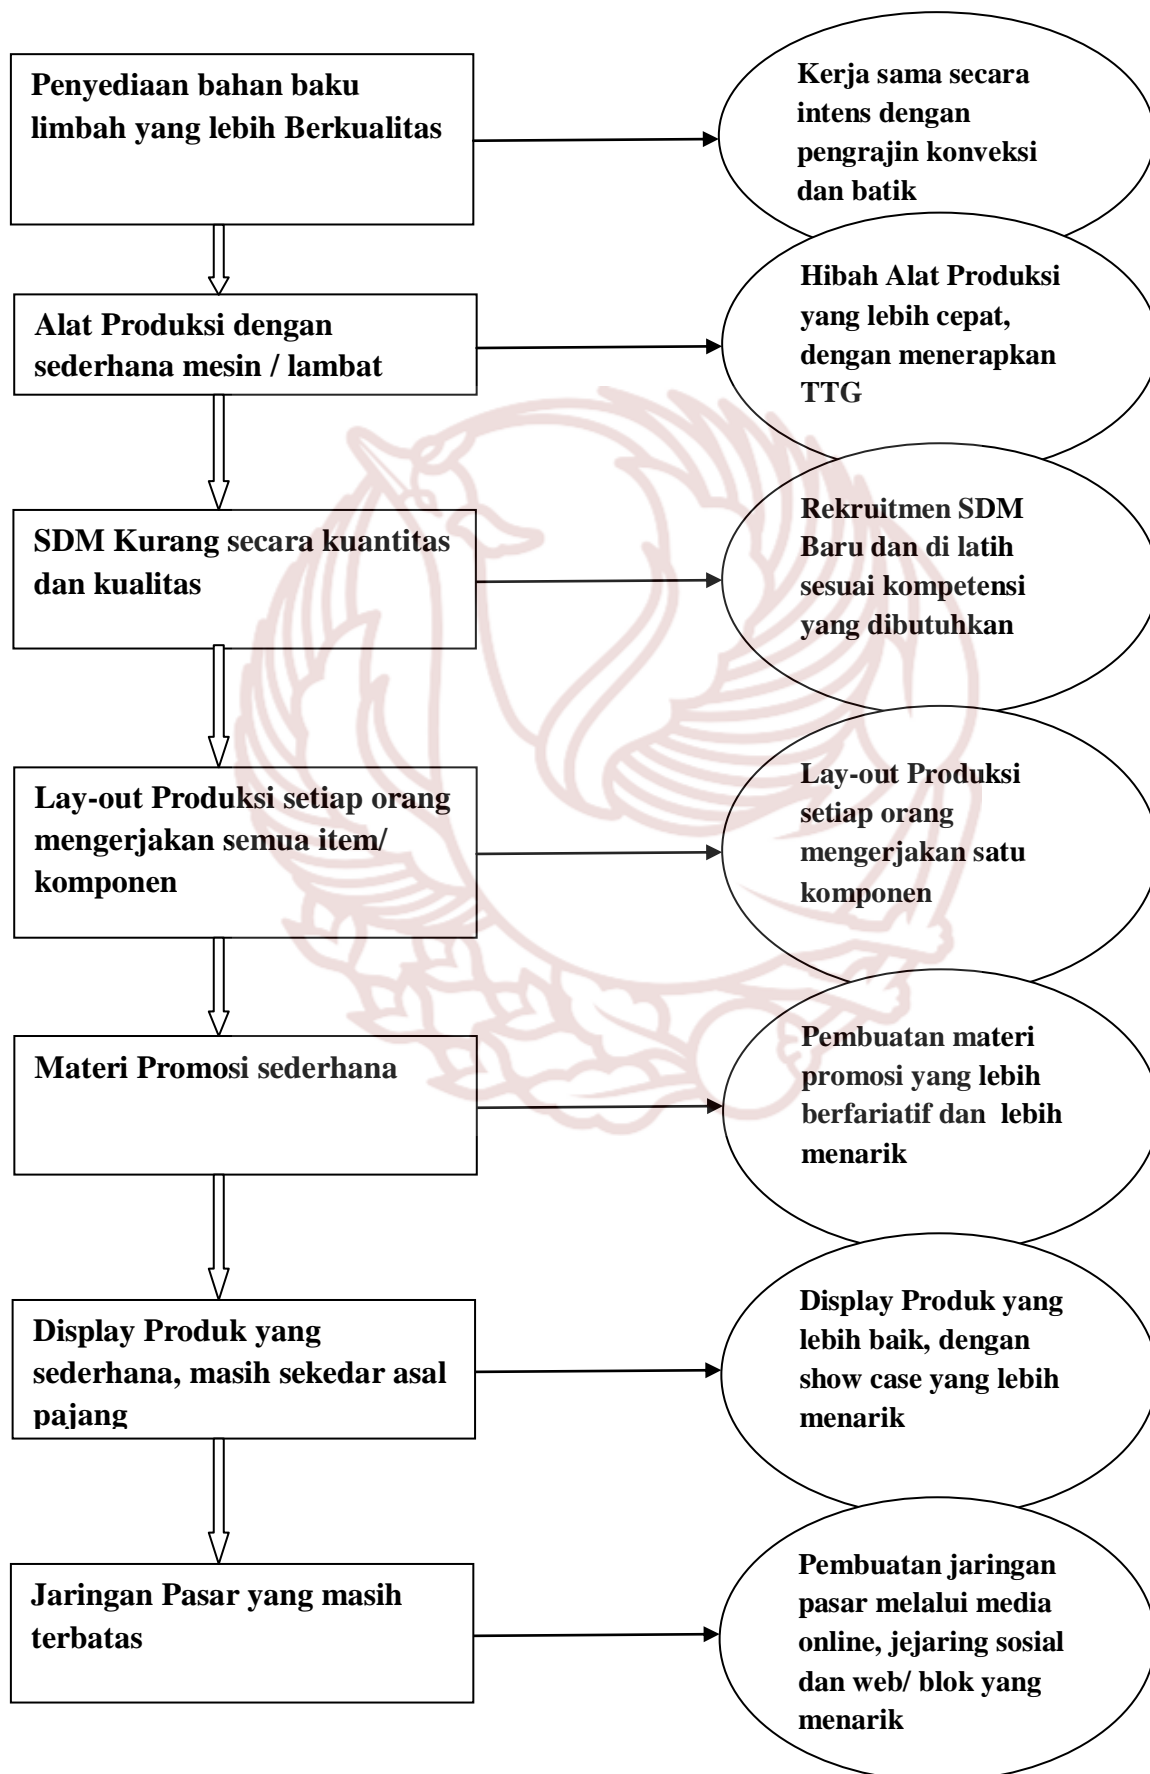 Penyediaan bahan baku
limbah yang lebih Berkualitas
Kerja sama secara
intens dengan
pengrajin konveksi
dan batik
Alat Produksi dengan
sederhana mesin / lambat
Hibah Alat Produksi
yang lebih cepat,
dengan menerapkan
TTG
SDM Kurang secara kuantitas
dan kualitas
Rekruitmen SDM
Baru dan di latih
sesuai kompetensi
yang dibutuhkan
Lay-out Produksi setiap orang
mengerjakan semua item/
komponen
Lay-out Produksi
setiap orang
mengerjakan satu
komponen
Materi Promosi sederhana
Pembuatan materi
promosi yang lebih
berfariatif dan lebih
menarik
Display Produk yang
sederhana, masih sekedar asal
pajang
Display Produk yang
lebih baik, dengan
show case yang lebih
menarik
Jaringan Pasar yang masih
terbatas
Pembuatan jaringan
pasar melalui media
online, jejaring sosial
dan web/ blok yang
menarik